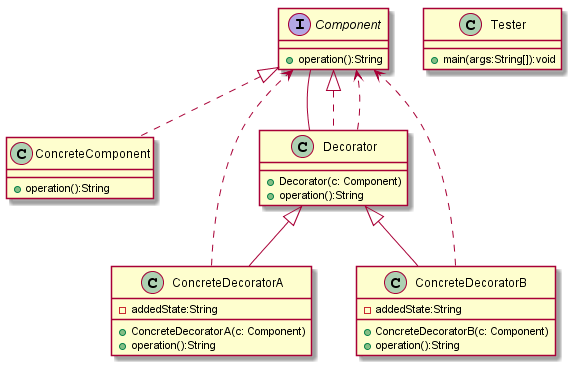 I Component
operation():String
C Tester
main(args:String[]):void
C ConcreteComponent
operation():String
C Decorator
Decorator(c: Component)
operation():String
C ConcreteDecoratorA
addedState:String
ConcreteDecoratorA(c: Component)
operation():String
C ConcreteDecoratorB
addedState:String
ConcreteDecoratorB(c: Component)
operation():String